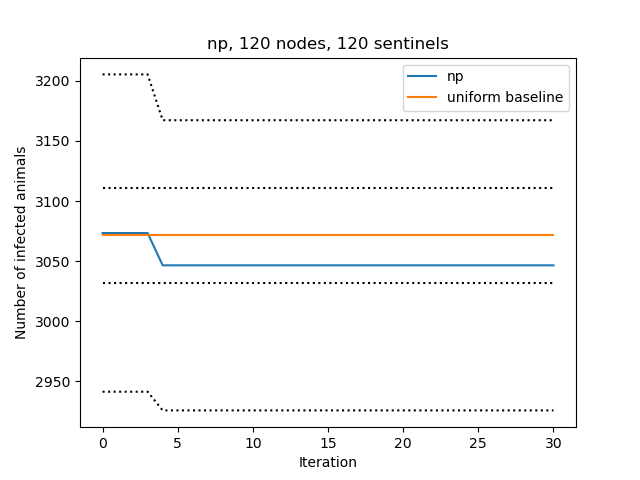 np, 120 nodes, 120 sentinels
np
uniform baseline
3200
3150
3100
3050
3000
2950
Number of infected animals
0 5 10 15 20 25 30
Iteration